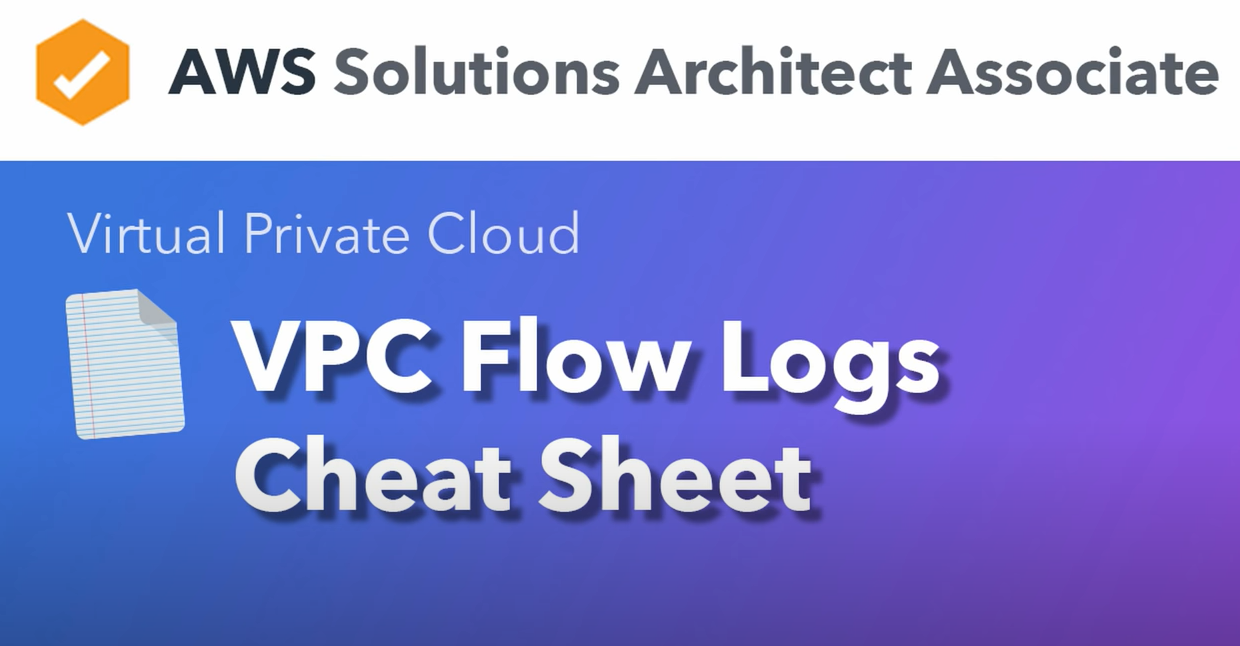 AWS Solutions Architect Associate
Virtual Private Cloud
VPC Flow Logs
Cheat Sheet